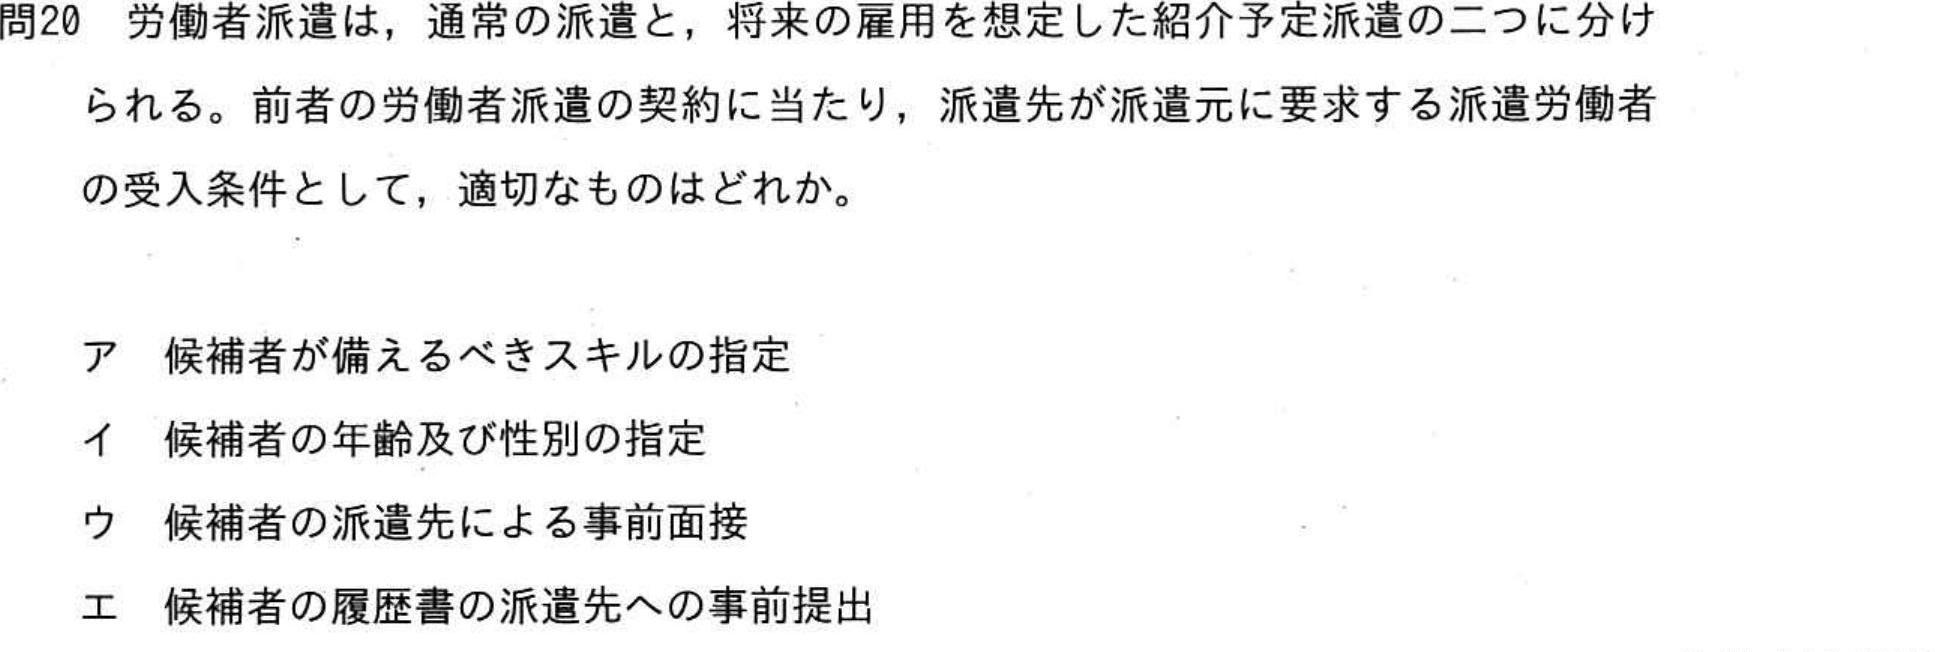 問20　労働者派遣は，通常の派遣と，将来の雇用を想定した紹介予定派遣の二つに分け
られる。前者の労働者派遣の契約に当たり，派遣先が派遣元に要求する派遣労働者
の受入条件として，適切なものはどれか。
ア　候補者が備えるべきスキルの指定
イ　候補者の年齢及び性別の指定
ウ　候補者の派遣先による事前面接
エ　候補者の履歴書の派遣先への事前提出